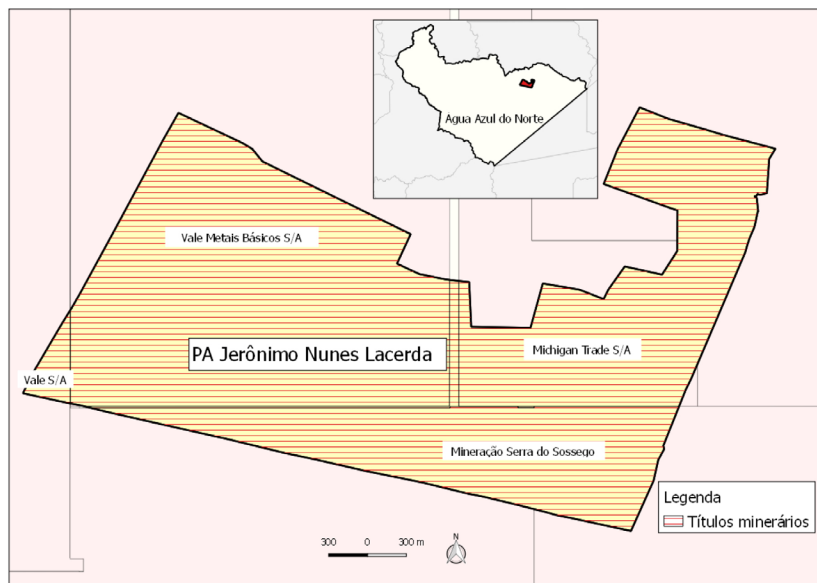 Agua Azul do Norte
Vale Metais Básicos S/A
PA Jerônimo Nunes Lacerda
Michigan Trade S/A
Vale S/A
Mineração Serra do Sossego
Legenda
Títulos minerários
300 0 300 m
N